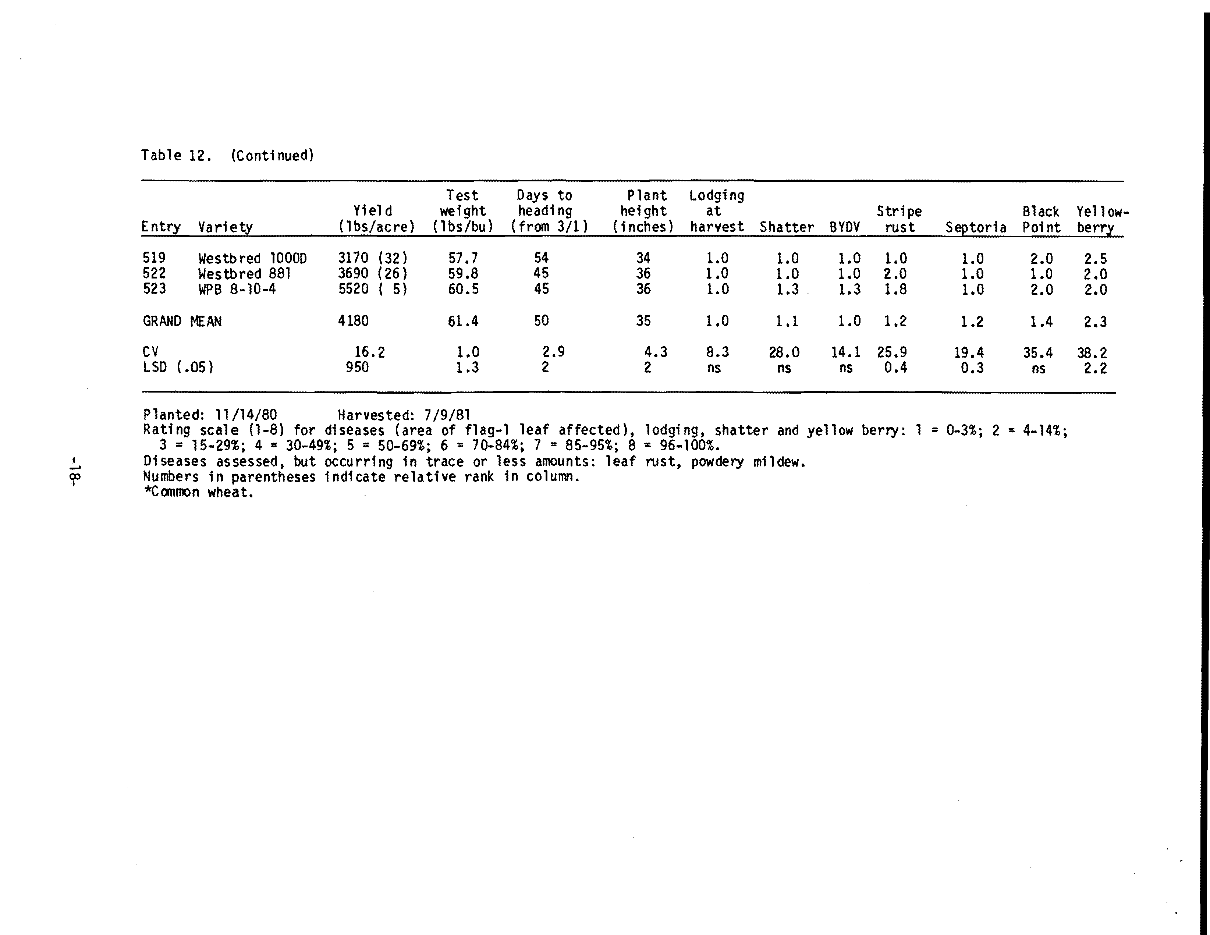 Table 12. (Continued)
Test Days to Plant Lodging
Yield weight heading height at Stripe Black Yellow-
Entry Variety (lbs/acre) (lbs/bu) (from 3/1) (inches) harvest Shatter BYDV rust Septoria Point berry
519 Westbred 1000D 3170 (32) 57.7 54 34 1.0 1.0 1.0 1.0 1.0 2.0 2.5
522 Westbred 881 3690 (26) 59.8 45 36 1.0 1.0 1.0 2.0 1.0 1.0 2.0
523 WPB 8-10-4 5520 ( 5) 60.5 45 36 1.0 1.3 1.3 1.8 1.0 2.0 2.0
GRAND MEAN 4180 61.4 50 35 1.0 1.1 1.0 1.2 1.2 1.4 2.3
CV 16.2 1.0 2.9 4.3 8.3 28.0 14.1 25.9 19.4 35.4 38.2
LSD (.05) 950 1.3 2 2 ns ns ns 0.4 0.3 ns 2.2
Planted: 11/14/80 Harvested: 7/9/81
Rating scale (1-8) for diseases (area of flag-1 leaf affected), lodging, shatter and yellow berry: 1 = 0-3%; 2 = 4-14%;
3 = 15-29%; 4 = 30-49%; 5 = 50-69%; 6 = 70-84%; 7 = 85-95%; 8 = 96-100%.
Diseases assessed, but occurring in trace or less amounts: leaf rust, powdery mildew.
Numbers in parentheses indicate relative rank in column.
*Common wheat.
-18-